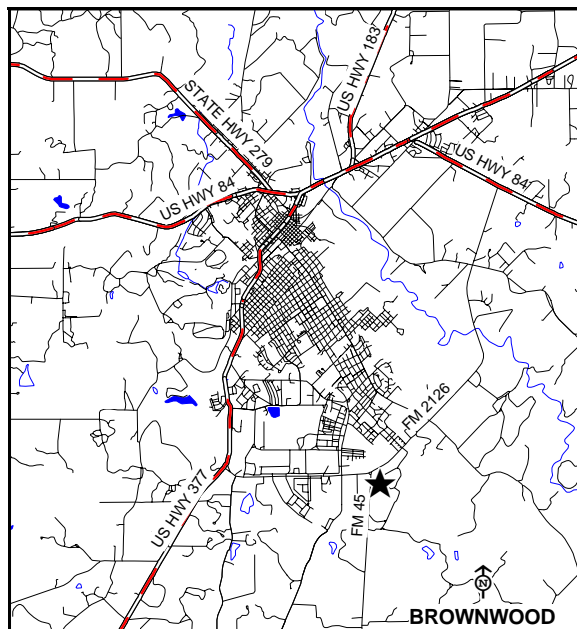 US HWY 183
STATE HWY 279
US HWY 84
US HWY 84
FM 2126
US HWY 377
FM 45
N
BROWNWOOD